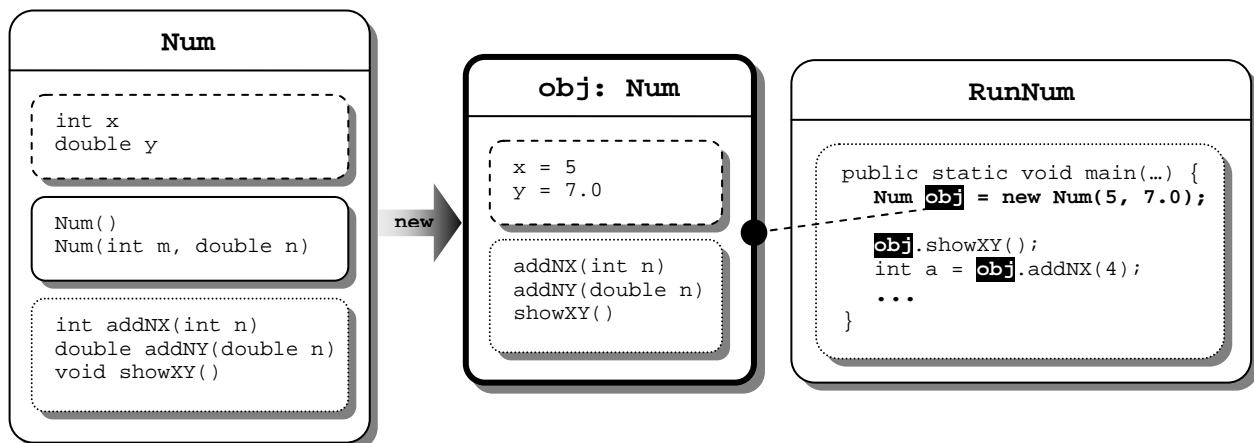 Num
int x
double y
Num()
Num(int m, double n)
int addNX(int n)
double addNY(double n)
void showXY()
new
obj: Num
x = 5
y = 7.0
addNX(int n)
addNY(double n)
showXY()
RunNum
public static void main(…) {
Num obj = new Num(5, 7.0);
obj.showXY();
int a = obj.addNX(4);
...
}